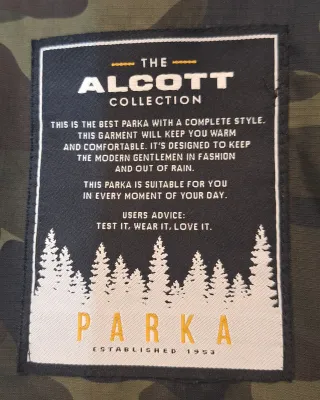 THE
ALCOTT
COLLECTION
THIS IS THE BEST PARKA WITH A COMPLETE STYLE.
THIS GARMENT WILL KEEP YOU WARM
AND COMFORTABLE. IT'S DESIGNED TO KEEP
THE MODERN GENTLEMEN IN FASHION
AND OUT OF RAIN.
THIS PARKA IS SUITABLE FOR YOU
IN EVERY MOMENT OF YOUR DAY.
USERS ADVICE:
TEST IT, WEAR IT, LOVE IT.
PARKA
ESTABLISHED 1953